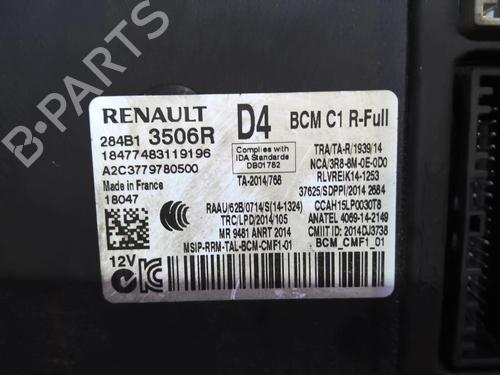 RENAULT D4 BCM C1 R-Full
284B1 3506R
Complies with
IDA Standards
DB01752
TRA/TA-R/1939/14
18477483119196
NCA/3R8-8M-0E-0D0
A2C3779780500
TA-2014/768
RLVREIK14-1253
Made in France
37625/SDPPI/2014 2684
18047
RAAU/62B/0714/S(14-1324)
CCAH15LP0030T8
TRC/LPD/2014/105
ANATEL 4069-14-2149
MR 9481 ANRT 2014
CMIIT ID: 2014DJ3738
12V
MSIP-RRM-TAL-BCM-CMF1-01
BCM_CMF1_01